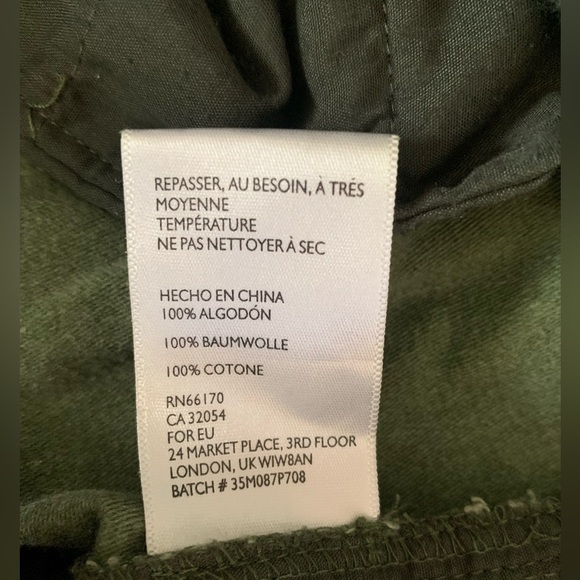 REPASSER, AU BESOIN, À TRÉS
MOYENNE
TEMPÉRATURE
NE PAS NETTOYER À SEC
HECHO EN CHINA
100% ALGODÓN
100% BAUMWOLLE
100% COTONE
RN66170
CA 32054
FOR EU
24 MARKET PLACE, 3RD FLOOR
LONDON, UK WIW8AN
BATCH # 35M087P708